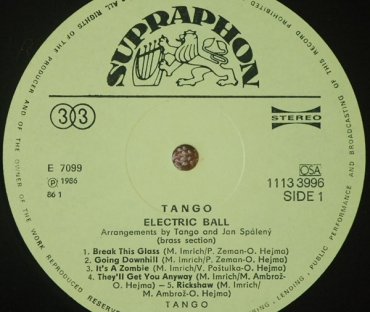 ALL RIGHTS OF THE PRODUCER AND OF THE OWNER OF THE WORK REPRODUCED RESERVED
LENDING, PUBLIC PERFORMANCE AND BROADCASTING OF THIS RECORD PROHIBITED
SUPRAPHON
33
STEREO
E 7099
Ⓟ 1986
86 1
OSA
1113 3996
SIDE 1
TANGO
ELECTRIC BALL
Arrangements by Tango and Jan Spálený
(brass section)
1. Break This Glass (M. Imrich/P. Zeman-O. Hejma)
2. Going Downhill (M. Imrich/P. Zeman-O. Hejma)
3. It's A Zombie (M. Imrich/V. Paštulka-O. Hejma)
4. They'll Get You Anyway (M. Imrich/M. Ambrož-
O. Hejma) – 5. Rickshaw (M. Imrich/
M. Ambrož-O. Hejma)
TANGO